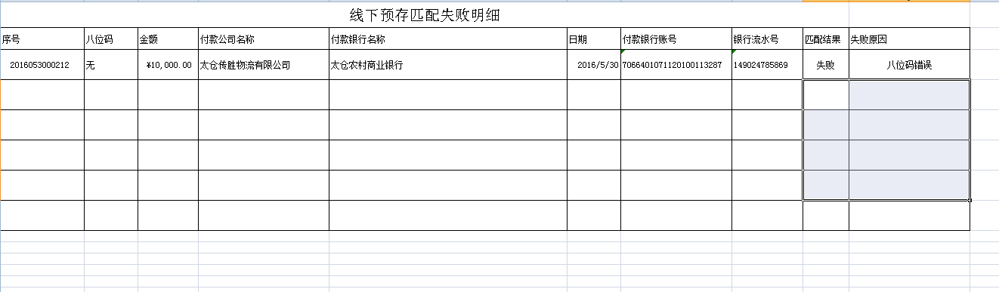 线下预存匹配失败明细
序号 八位码 金额 付款公司名称 付款银行名称 日期 付款银行账号 银行流水号 匹配结果 失败原因
2016053000212 无 ¥10,000.00 太仓传胜物流有限公司 太仓农村商业银行 2016/5/30 7066401071120100113287 149024785869 失败 八位码错误